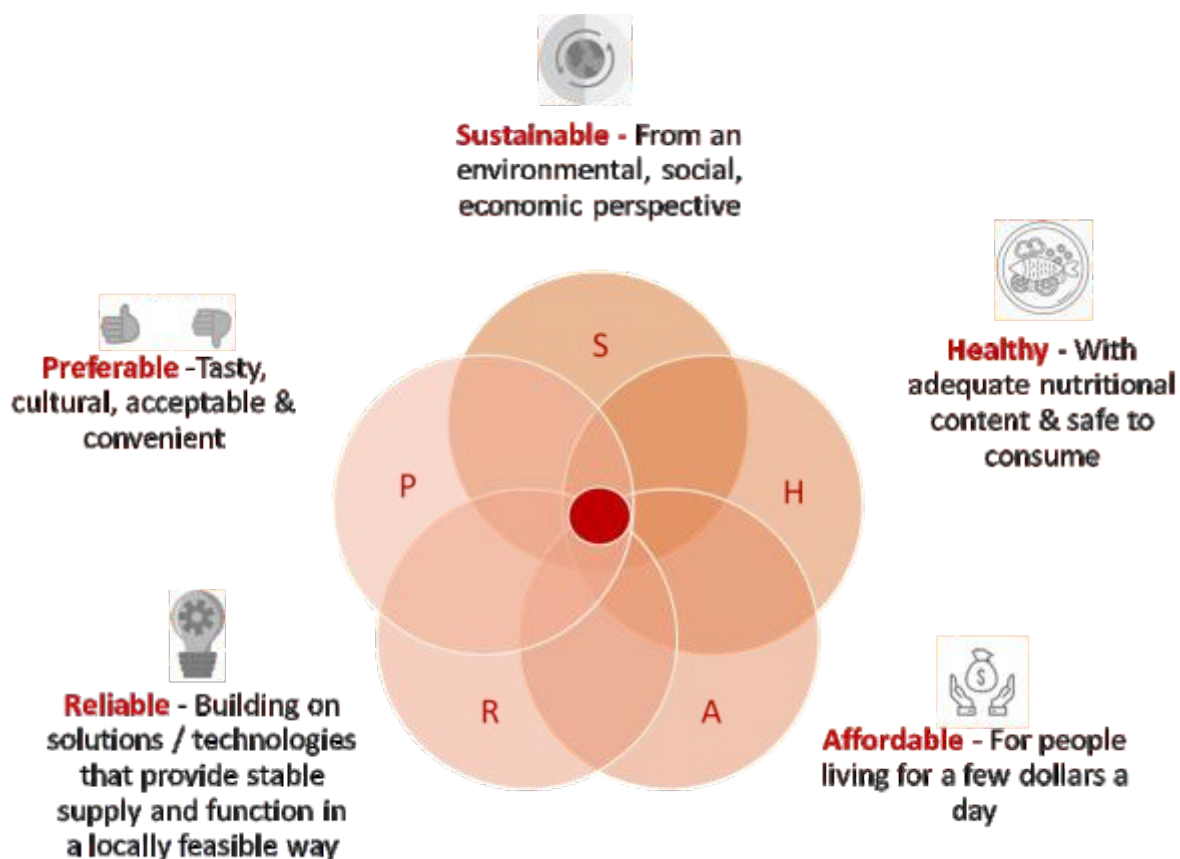 Sustainable - From an
environmental, social,
economic perspective
Healthy - With
adequate nutritional
content & safe to
consume
Preferable -Tasty,
cultural, acceptable &
convenient
S
P
H
R
A
$
Reliable - Building on
solutions / technologies
that provide stable
supply and function in
a locally feasible way
Affordable - For people
living for a few dollars a
day